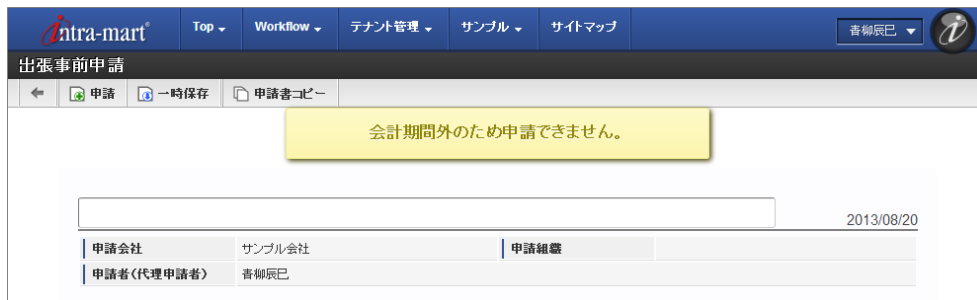 intra-mart Top Workflow テナント管理 サンプル サイトマップ 青柳辰巳
出張事前申請
申請 一時保存 申請書コピー
会計期間外のため申請できません。
2013/08/20
申請会社 サンプル会社 申請組織
申請者(代理申請者) 青柳辰巳